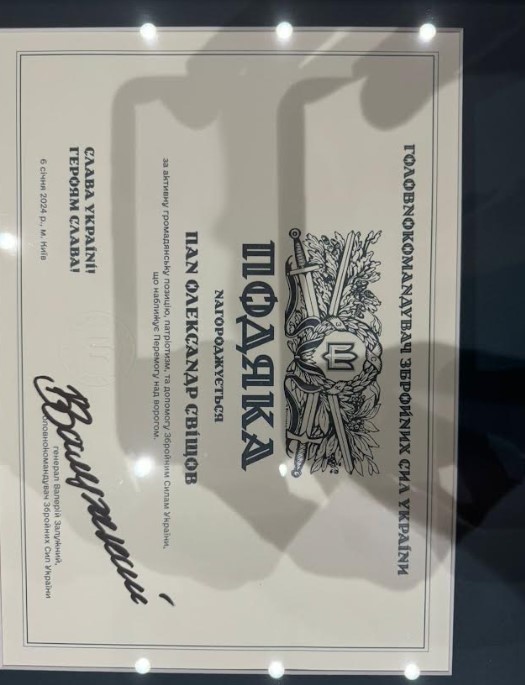 ГОЛОВНОКОМАНДУВАЧ ЗБРОЙНИХ СИЛ УКРАЇНИ
ПОДЯКА
НАГОРОДЖУЄТЬСЯ
ПАН ОЛЕКСАНДР СВІЩОВ
за активну громадянську позицію, патріотизм, та допомогу Збройним Силам України,
що наближує Перемогу над ворогом.
СЛАВА УКРАЇНІ!
ГЕРОЯМ СЛАВА!
6 січня 2024 р., м. Київ
генерал Валерій Залужний,
Головнокомандувач Збройних Сил України